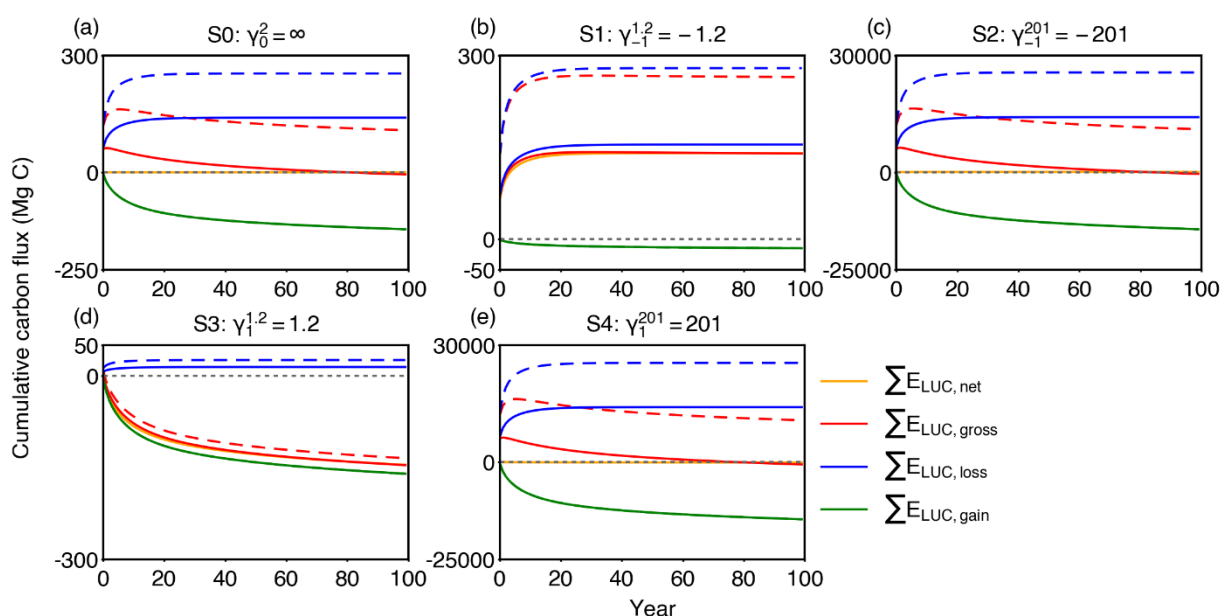 (a) S0: γ₀² = ∞
(b) S1: γ₋₁^1.2 = − 1.2
(c) S2: γ₋₁^201 = − 201
300
0
-250
0 20 40 60 80 100
300
0
-50
0 20 40 60 80 100
30000
0
-25000
0 20 40 60 80 100
(d) S3: γ₁^1.2 = 1.2
(e) S4: γ₁^201 = 201
50
0
-300
0 20 40 60 80 100
30000
0
-25000
0 20 40 60 80 100
Cumulative carbon flux (Mg C)
Year
∑E LUC, net
∑E LUC, gross
∑E LUC, loss
∑E LUC, gain